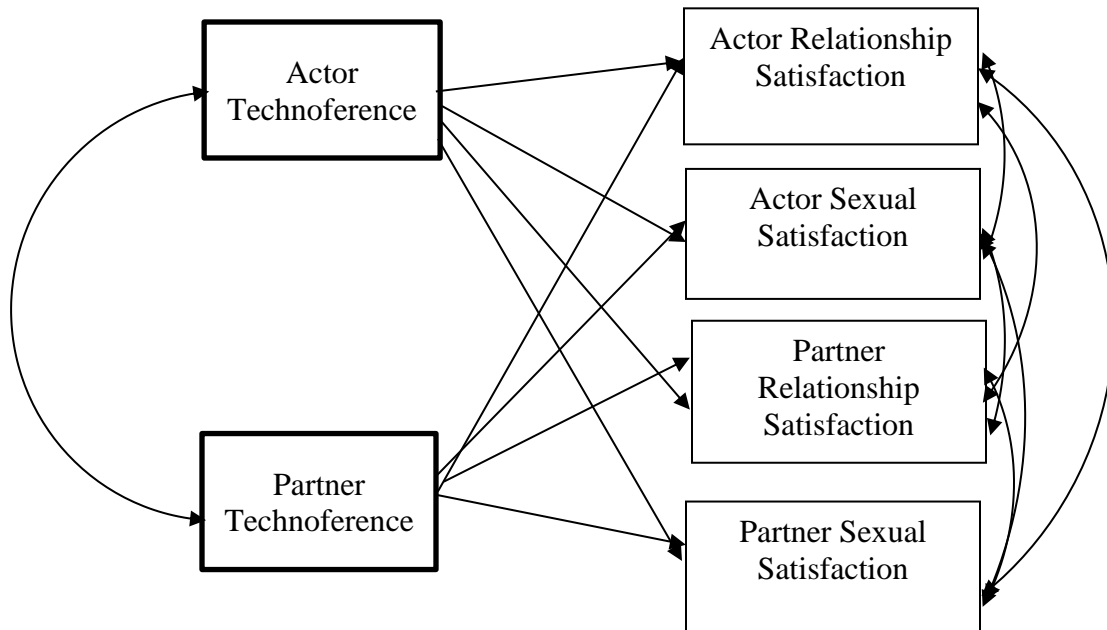 Actor
Technoference
Actor Relationship
Satisfaction
Actor Sexual
Satisfaction
Partner
Relationship
Satisfaction
Partner
Technoference
Partner Sexual
Satisfaction